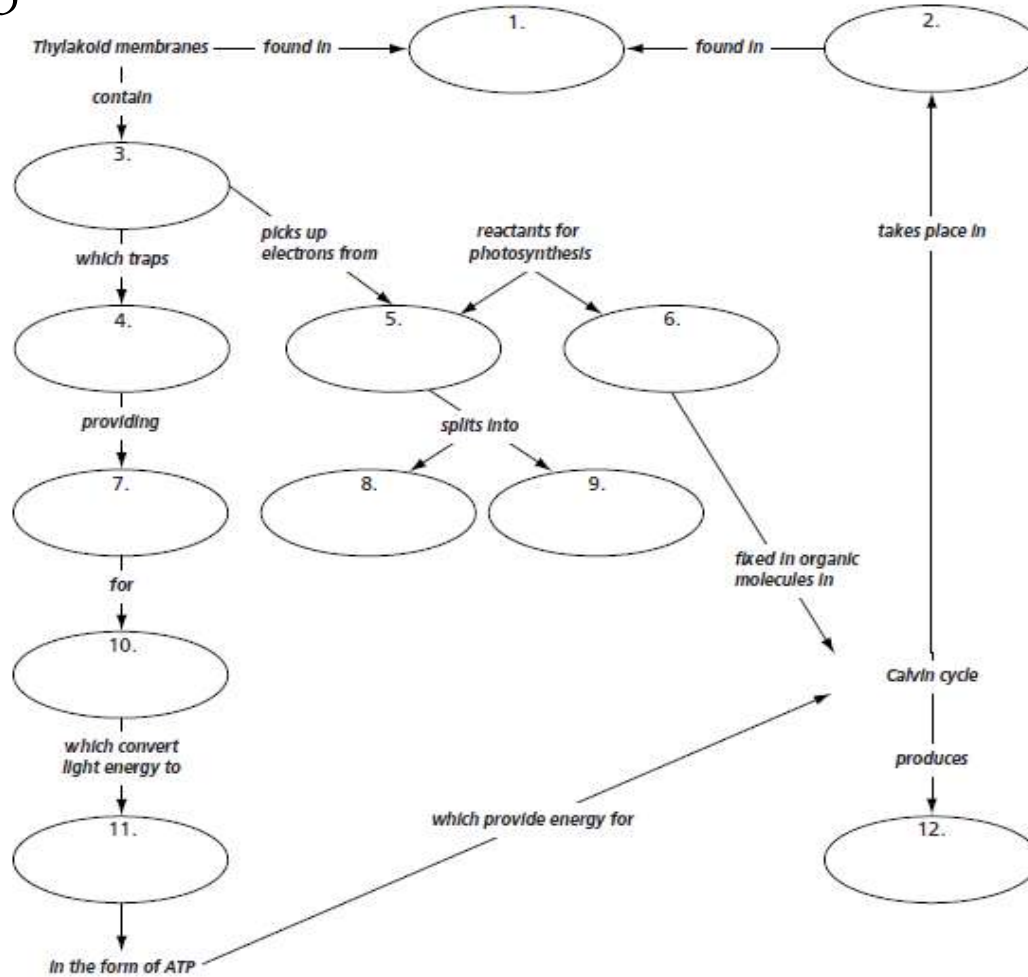 1.
2.
Thylakoid membranes
found in
found in
contain
3.
picks up
electrons from
reactants for
photosynthesis
takes place in
which traps
4.
5.
6.
providing
splits into
7.
8.
9.
fixed in organic
molecules in
for
10.
Calvin cycle
which convert
light energy to
produces
11.
which provide energy for
12.
in the form of ATP